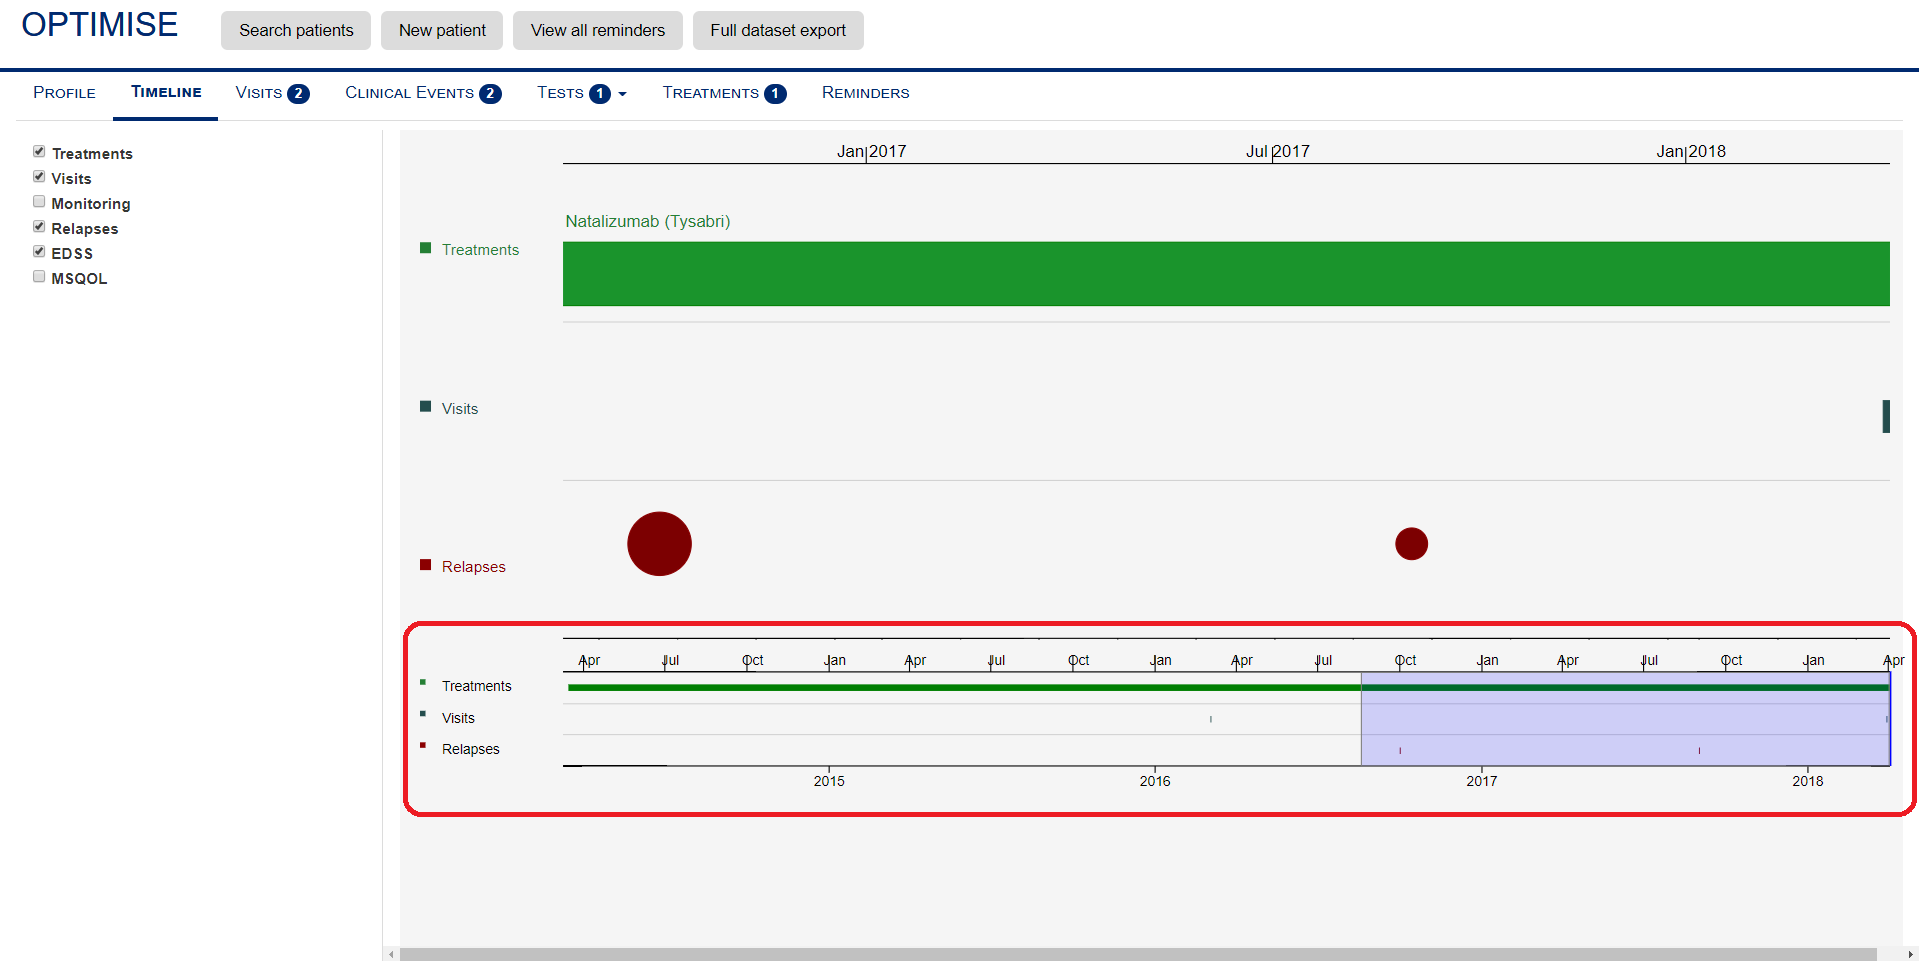 OPTIMISE
Search patients New patient View all reminders Full dataset export
PROFILE TIMELINE VISITS 2 CLINICAL EVENTS 2 TESTS 1 TREATMENTS 1 REMINDERS
Treatments
Visits
Monitoring
Relapses
EDSS
MSQOL
Jan 2017 Jul 2017 Jan 2018
Natalizumab (Tysabri)
Treatments
Visits
Relapses
Apr Jul Oct Jan Apr Jul Oct Jan Apr Jul Oct Jan Apr Jul Oct Jan Apr
Treatments
Visits
Relapses
2015 2016 2017 2018